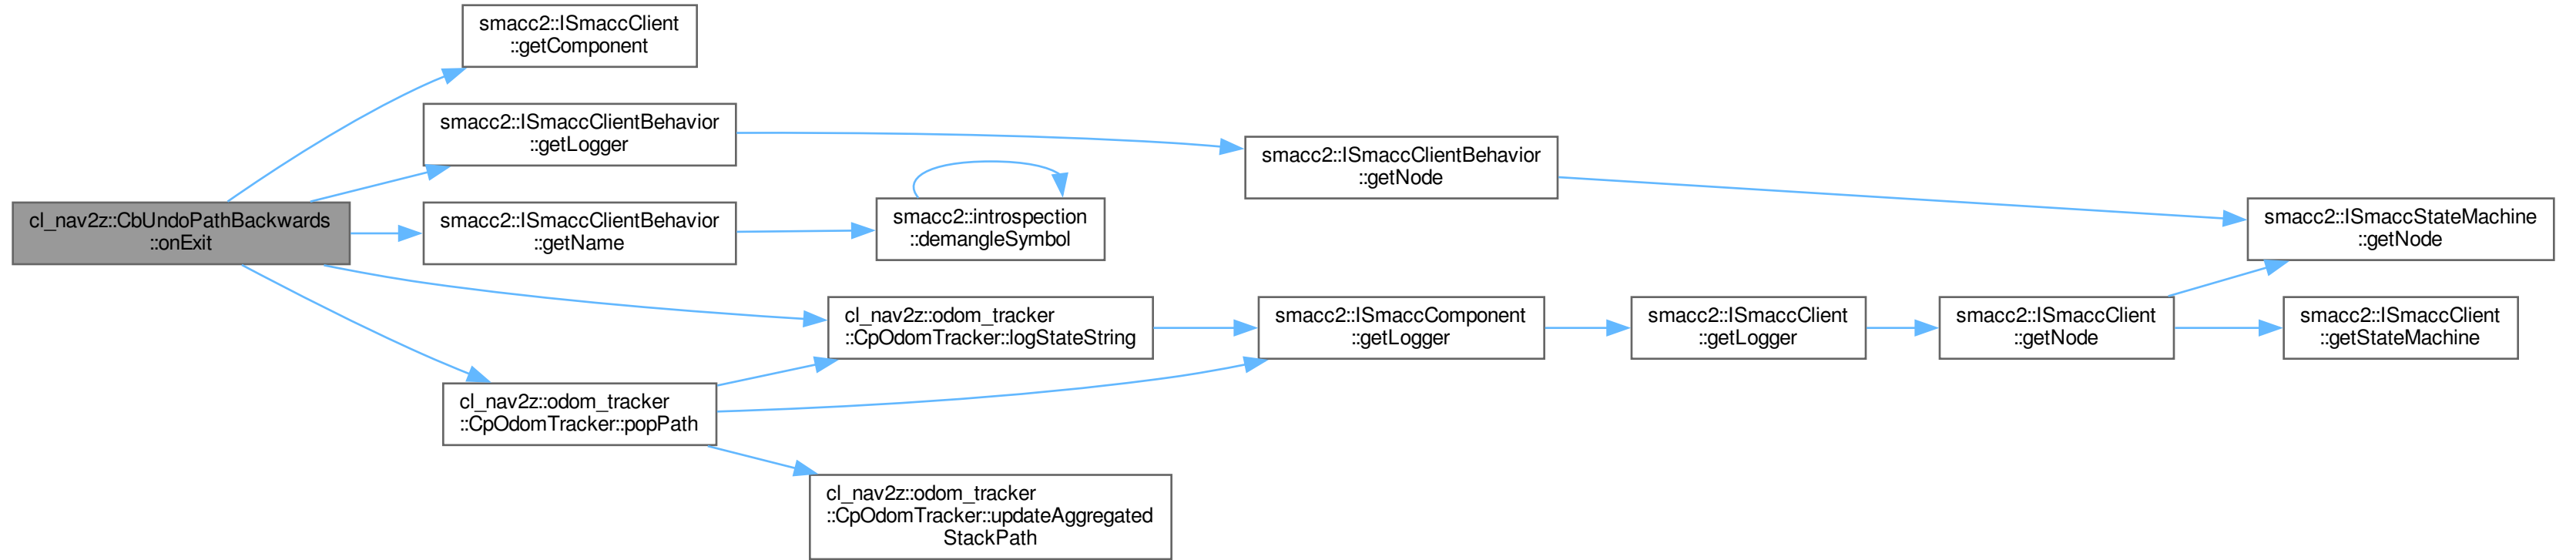 smacc2::ISmaccClient
::getComponent
smacc2::ISmaccClientBehavior
::getLogger
smacc2::ISmaccClientBehavior
::getNode
cl_nav2z::CbUndoPathBackwards
::onExit
smacc2::ISmaccClientBehavior
::getName
smacc2::introspection
::demangleSymbol
smacc2::ISmaccStateMachine
::getNode
cl_nav2z::odom_tracker
::CpOdomTracker::logStateString
smacc2::ISmaccComponent
::getLogger
smacc2::ISmaccClient
::getLogger
smacc2::ISmaccClient
::getNode
smacc2::ISmaccClient
::getStateMachine
cl_nav2z::odom_tracker
::CpOdomTracker::popPath
cl_nav2z::odom_tracker
::CpOdomTracker::updateAggregated
StackPath